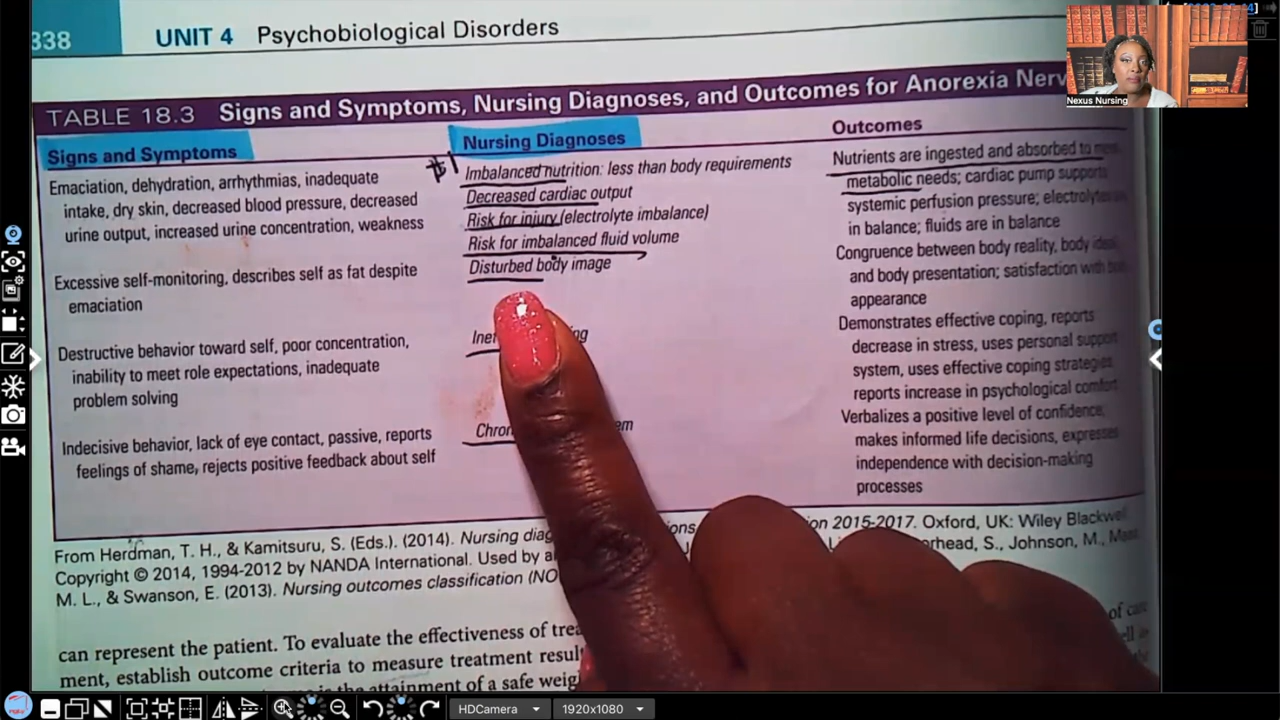 338 UNIT 4 Psychobiological Disorders
Nexus Nursing
TABLE 18.3 Signs and Symptoms, Nursing Diagnoses, and Outcomes for Anorexia Nerv
Signs and Symptoms
Emaciation, dehydration, arrhythmias, inadequate
intake, dry skin, decreased blood pressure, decreased
urine output, increased urine concentration, weakness
Excessive self-monitoring, describes self as fat despite
emaciation
Destructive behavior toward self, poor concentration,
inability to meet role expectations, inadequate
problem solving
Indecisive behavior, lack of eye contact, passive, reports
feelings of shame, rejects positive feedback about self
Nursing Diagnoses
#1 Imbalanced nutrition: less than body requirements
Decreased cardiac output
Risk for injury (electrolyte imbalance)
Risk for imbalanced fluid volume
Disturbed body image
Outcomes
Nutrients are ingested and absorbed to
metabolic needs; cardiac pump supports
systemic perfusion pressure; electrolytes
in balance; fluids are in balance
Congruence between body reality, body
and body presentation; satisfaction with
appearance
Demonstrates effective coping, reports
decrease in stress, uses personal support
system, uses effective coping strategies
reports increase in psychological comfort
Verbalizes a positive level of confidence,
makes informed life decisions, expresses
independence with decision-making
processes
From Herdman, T. H., & Kamitsuru, S. (Eds.). (2014). Nursing 2015-2017. Oxford, UK: Wiley Blackwell
Copyright © 2014, 1994-2012 by NANDA International. Used by S., Johnson, M.,
M. L., & Swanson, E. (2013). Nursing outcomes classification (NO
can represent the patient. To evaluate the effectiveness of
ment, establish outcome criteria to measure treatment of
the attainment of a safe
HDCamera 1920x1080